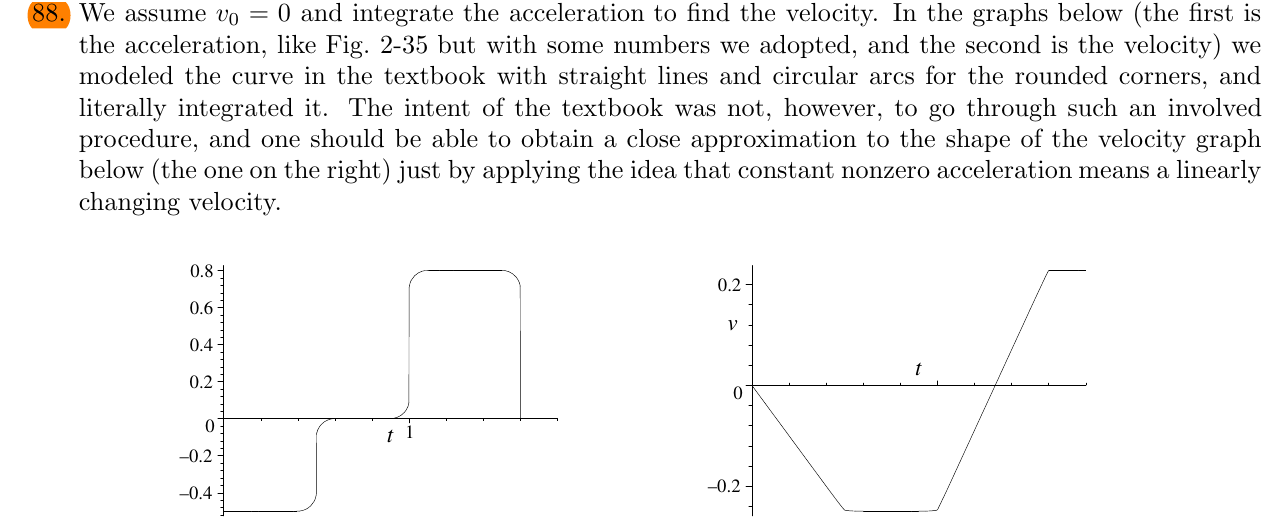 88. We assume v₀ = 0 and integrate the acceleration to find the velocity. In the graphs below (the first is
the acceleration, like Fig. 2-35 but with some numbers we adopted, and the second is the velocity) we
modeled the curve in the textbook with straight lines and circular arcs for the rounded corners, and
literally integrated it. The intent of the textbook was not, however, to go through such an involved
procedure, and one should be able to obtain a close approximation to the shape of the velocity graph
below (the one on the right) just by applying the idea that constant nonzero acceleration means a linearly
changing velocity.
0.8
0.6
0.4
0.2
0
t 1
–0.2
–0.4
0.2
v
t
0
–0.2